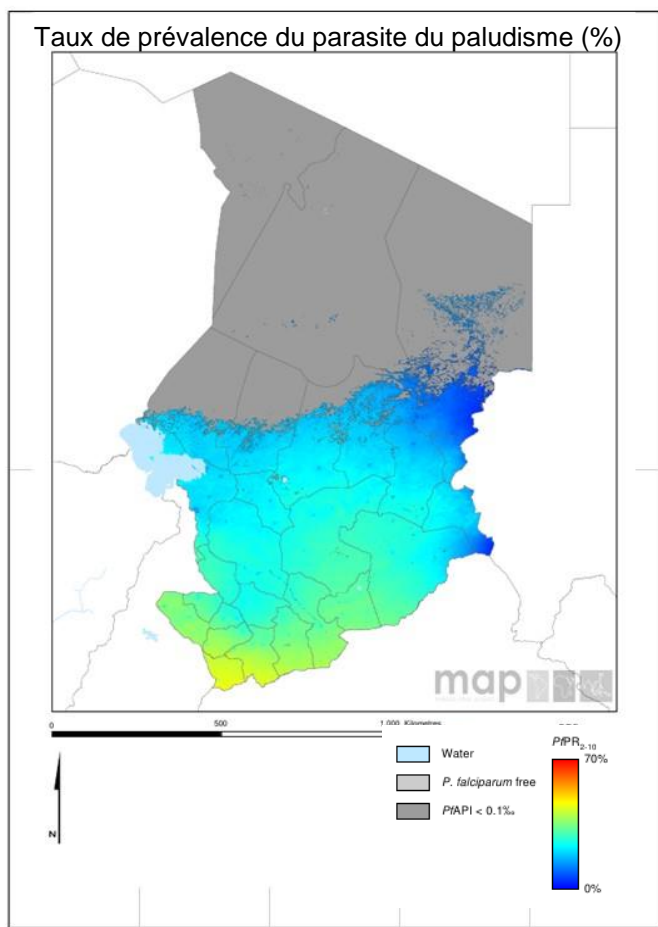 Taux de prévalence du parasite du paludisme (%)
map
0 500 1,000 Kilometres
Water
P. falciparum free
PfAPI < 0.1‰
PfPR2-10
70%
0%
N